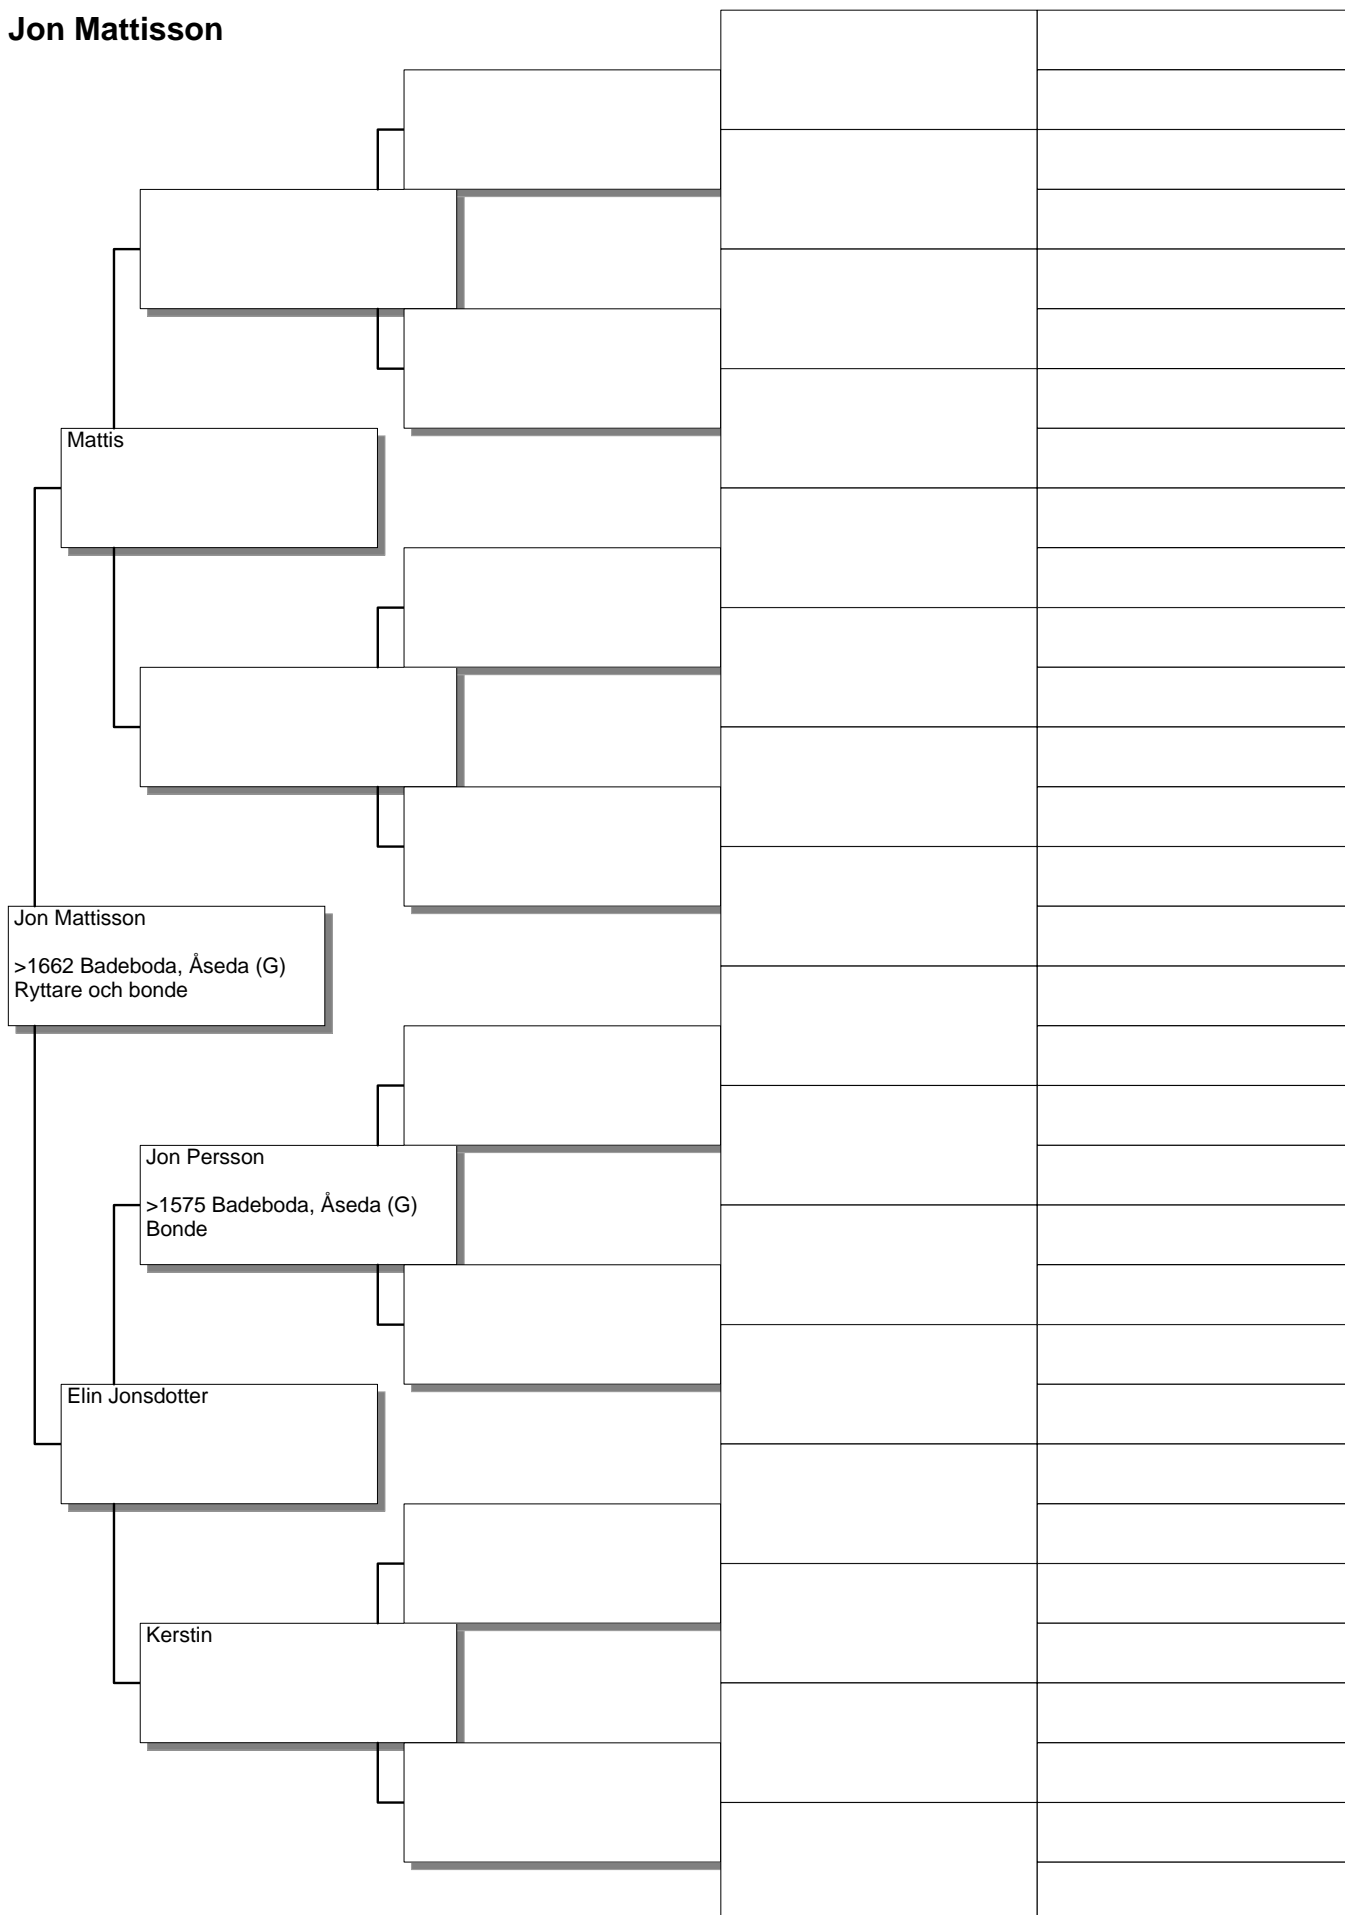 Jon Mattisson
Mattis
Jon Mattisson
>1662 Badeboda, Åseda (G)
Ryttare och bonde
Jon Persson
>1575 Badeboda, Åseda (G)
Bonde
Elin Jonsdotter
Kerstin